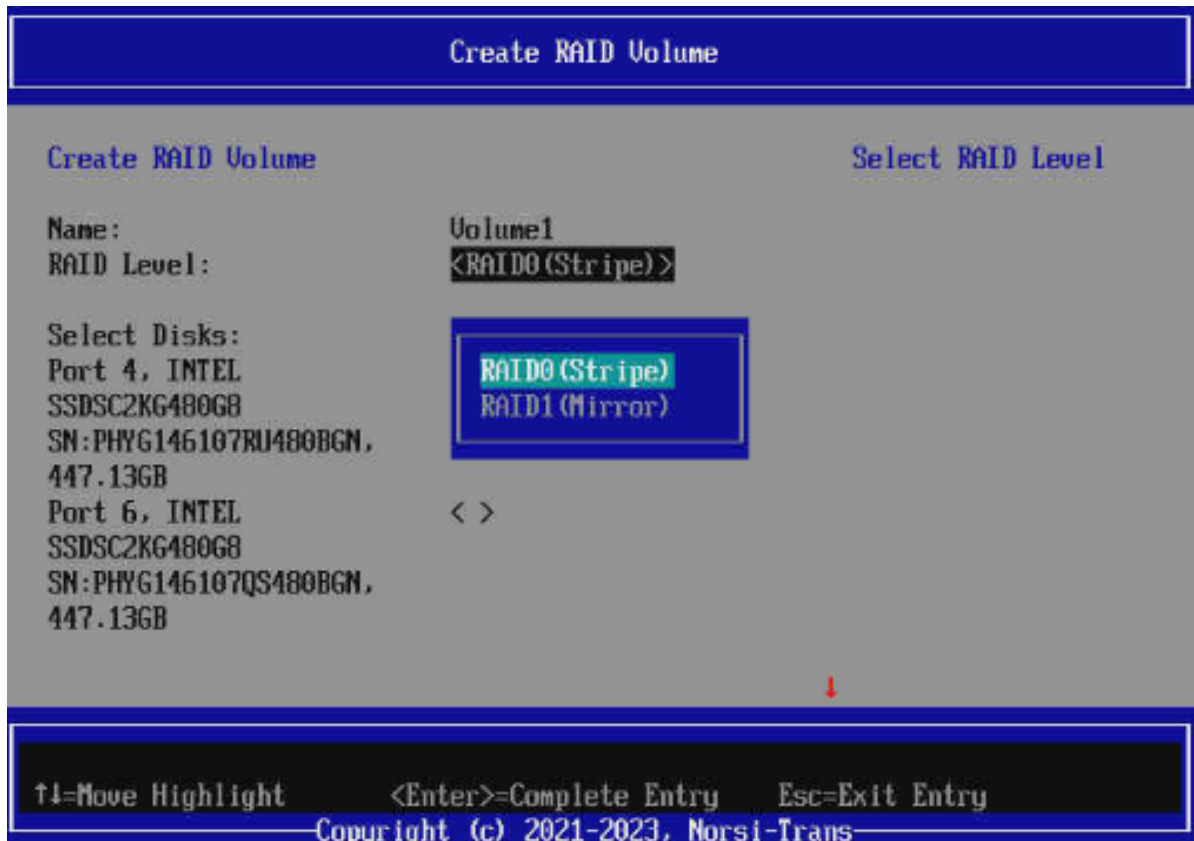 Create RAID Volume
Create RAID Volume
Select RAID Level
Name: Volume1
RAID Level: <RAID0(Stripe)>
Select Disks:
Port 4, INTEL
SSDSC2KG480G8
SN:PHYG146107RU480BGN,
447.13GB
RAID0(Stripe)
RAID1(Mirror)
Port 6, INTEL < >
SSDSC2KG480G8
SN:PHYG146107QS480BGN,
447.13GB
↓
↑↓=Move Highlight <Enter>=Complete Entry Esc=Exit Entry
Copyright (c) 2021-2023, Norsi-Trans